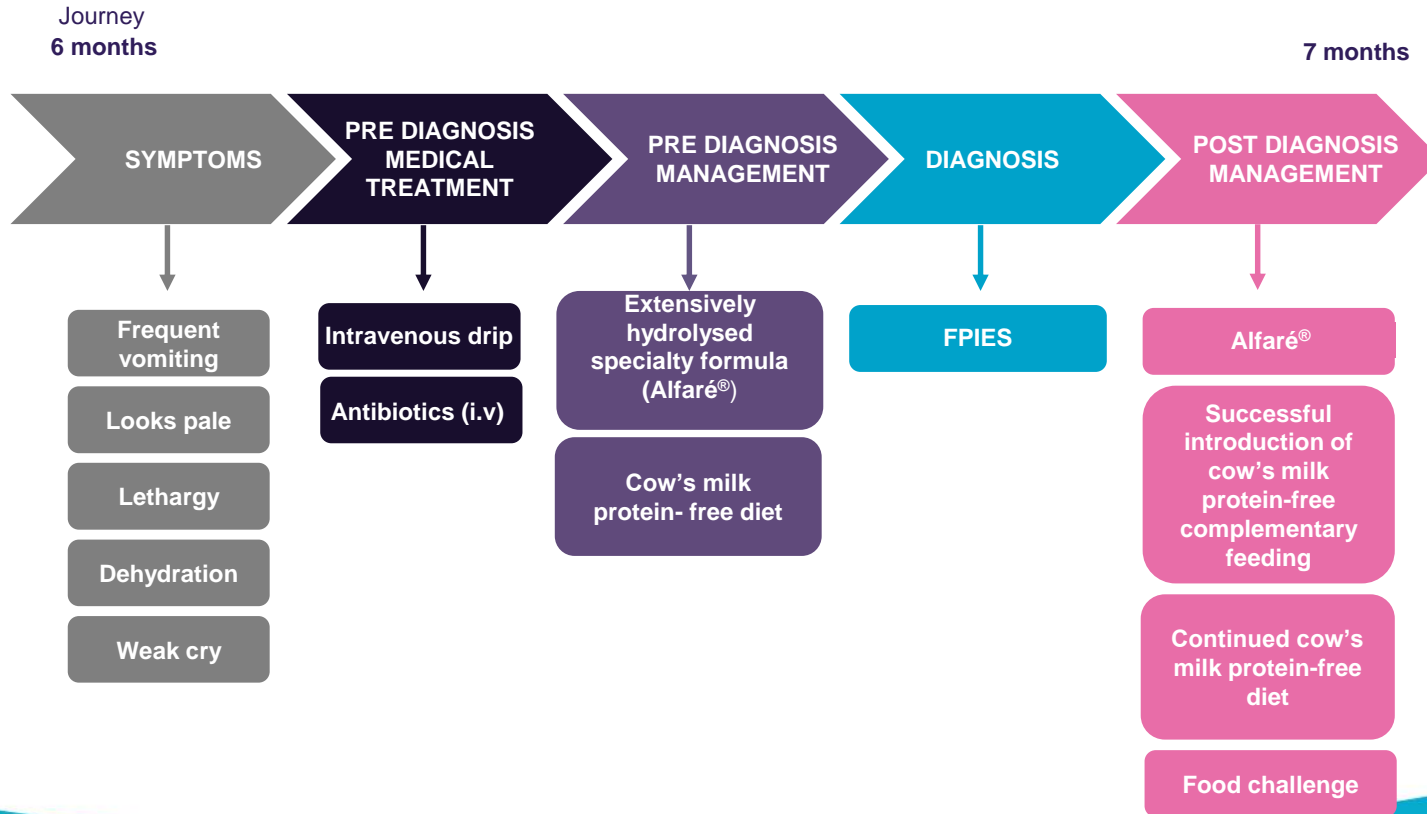 Journey
6 months
7 months
SYMPTOMS
PRE DIAGNOSIS
MEDICAL
TREATMENT
PRE DIAGNOSIS
MANAGEMENT
DIAGNOSIS
POST DIAGNOSIS
MANAGEMENT
Frequent
vomiting
Looks pale
Lethargy
Dehydration
Weak cry
Intravenous drip
Antibiotics (i.v)
Extensively
hydrolysed
specialty formula
(Alfaré®)
Cow’s milk
protein- free diet
FPIES
Alfaré®
Successful
introduction of
cow’s milk
protein-free
complementary
feeding
Continued cow’s
milk protein-free
diet
Food challenge